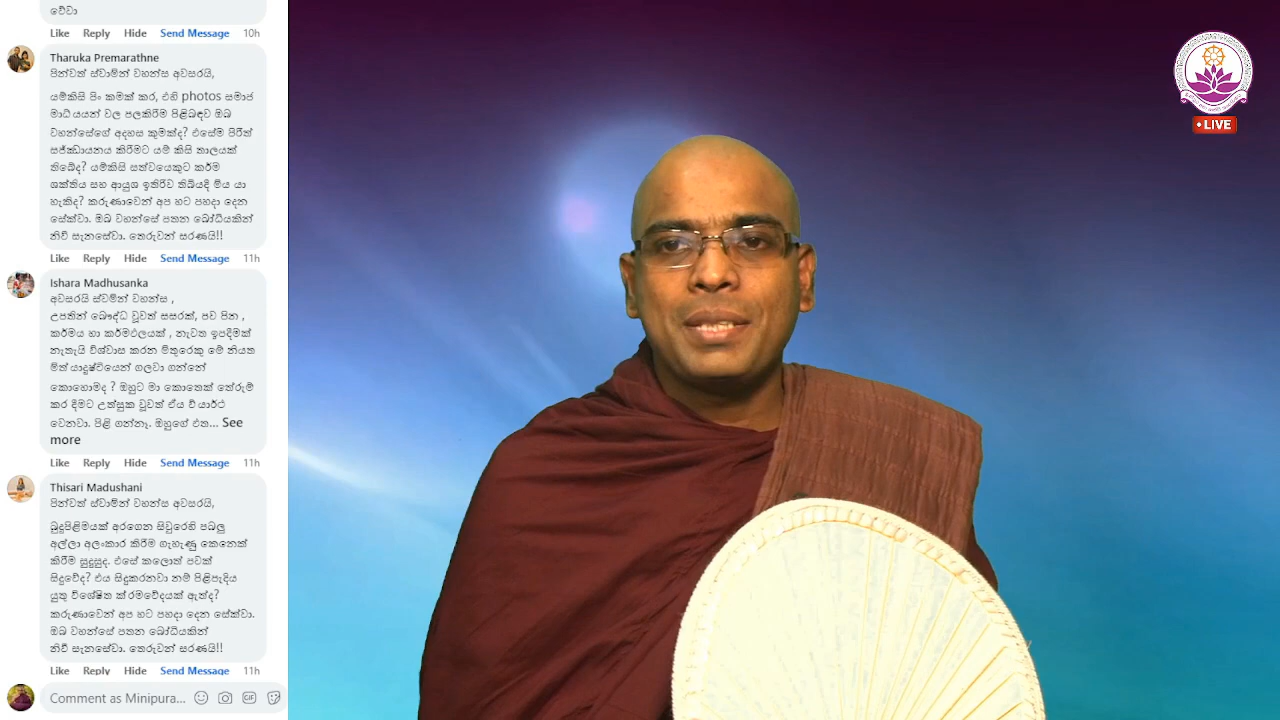 වේවා
Like Reply Hide Send Message 10h
Tharuka Premarathne
පින්වත් ස්වාමින් වහන්ස අවසරයි,
යම්කිසි පිං කමක් කර, එහි photos සමාජ
මාධ්‍යයන් වල පලකිරීම පිළිබඳව ඔබ
වහන්සේගේ අදහස කුමක්ද? එසේම පිරිත්
සජ්ඣායනය කිරීමට යම් කිසි තාලයක්
තිබේද? යම්කිසි සත්වයෙකුට කර්ම
ශක්තිය සහ ආයුශ ඉතිරිව තිබියදී මිය යා
හැකිද? කරුණාවෙන් අප හට පහදා දෙන
සේක්වා. ඔබ වහන්සේ පතන බෝධියකින්
නිවී සැනසේවා. තෙරුවන් සරණයි!!
Like Reply Hide Send Message 11h
Ishara Madhusanka
අවසරයි ස්වමීන් වහන්ස ,
උපතින් බෞද්ධ වූවත් සසරක්, පව පින ,
කර්මය හා කර්මඵලයක් , නැවත ඉපදීමක්
නැතැයි විශ්වාස කරන මිතුරෙකු මේ නියත
මිත්‍යාදෘෂ්ටියෙන් ගලවා ගන්නේ
කොහොමද ? ඔහුට මා කොතෙක් තේරුම්
කර දීමට උත්සුක වූවත් ඒය ව්‍යාර්ථ
වෙනවා. පිළි ගන්නෑ. ඔහුගේ එත... See
more
Like Reply Hide Send Message 11h
Thisari Madushani
පින්වත් ස්වාමින් වහන්ස අවසරයි,
බුදුපිළිමයක් අරගෙන සිවුරෙහි පබලු
අල්ලා අලංකාර කිරීම ගැහැණු කෙනෙක්
කිරීම සුදුසුද. එසේ කලොත් පවක්
සිදුවේද? එය සිදුකරනවා නම් පිළිපැදිය
යුතු විශේෂිත ක්‍රමවේදයක් ඇත්ද?
කරුණාවෙන් අප හට පහදා දෙන සේක්වා.
ඔබ වහන්සේ පතන බෝධියකින්
නිවී සැනසේවා. තෙරුවන් සරණයි!!
Like Reply Hide Send Message 11h
Comment as Minipura... GIF
LIVE